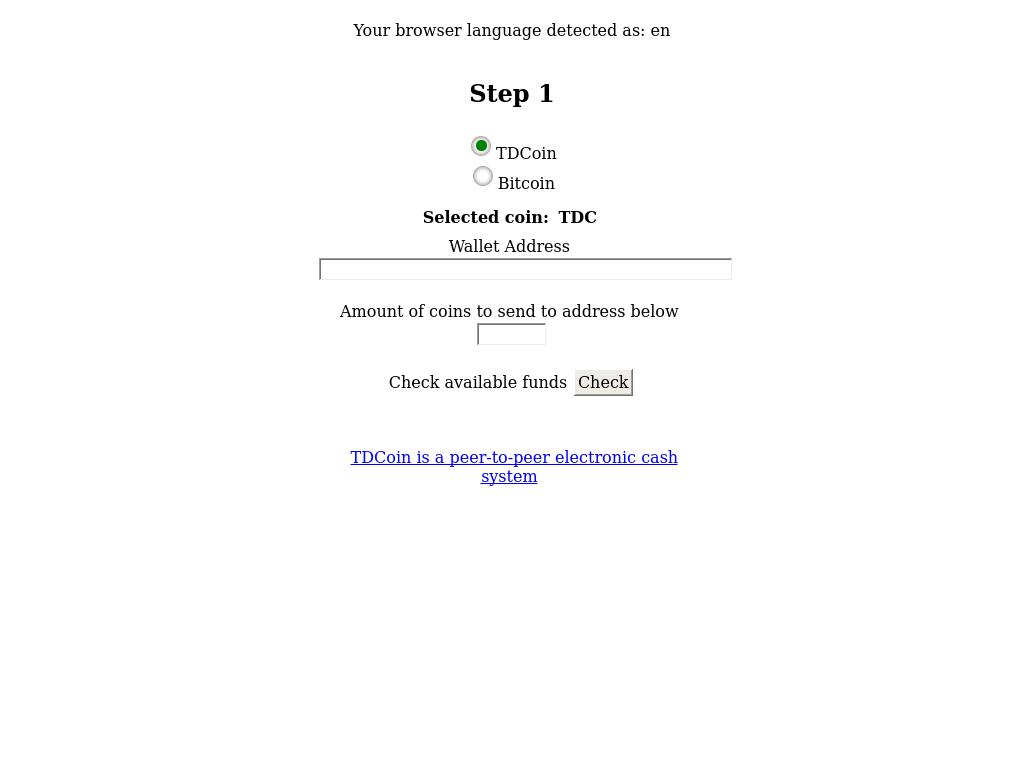 Your browser language detected as: en
Step 1
TDCoin
Bitcoin
Selected coin: TDC
Wallet Address
Amount of coins to send to address below
Check available funds Check
TDCoin is a peer-to-peer electronic cash
system